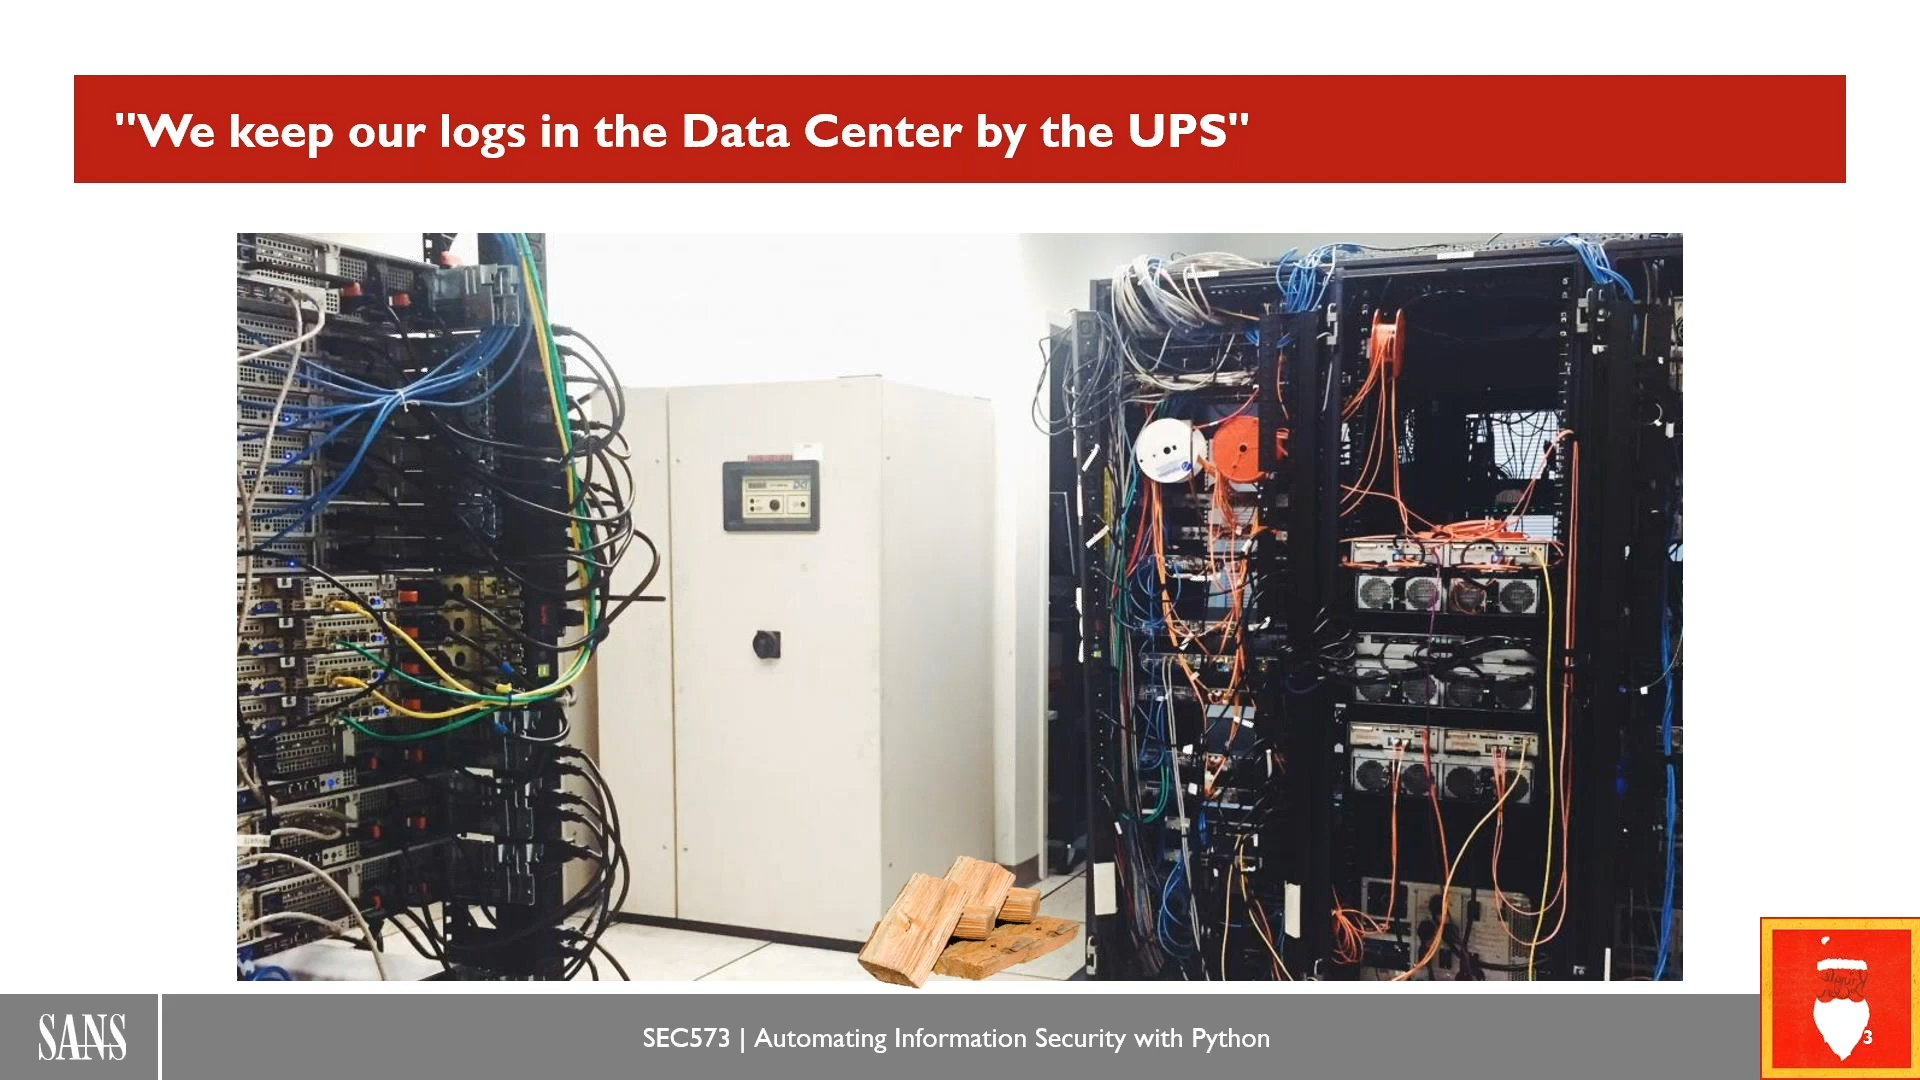 "We keep our logs in the Data Center by the UPS"
SANS
SEC573 | Automating Information Security with Python
3